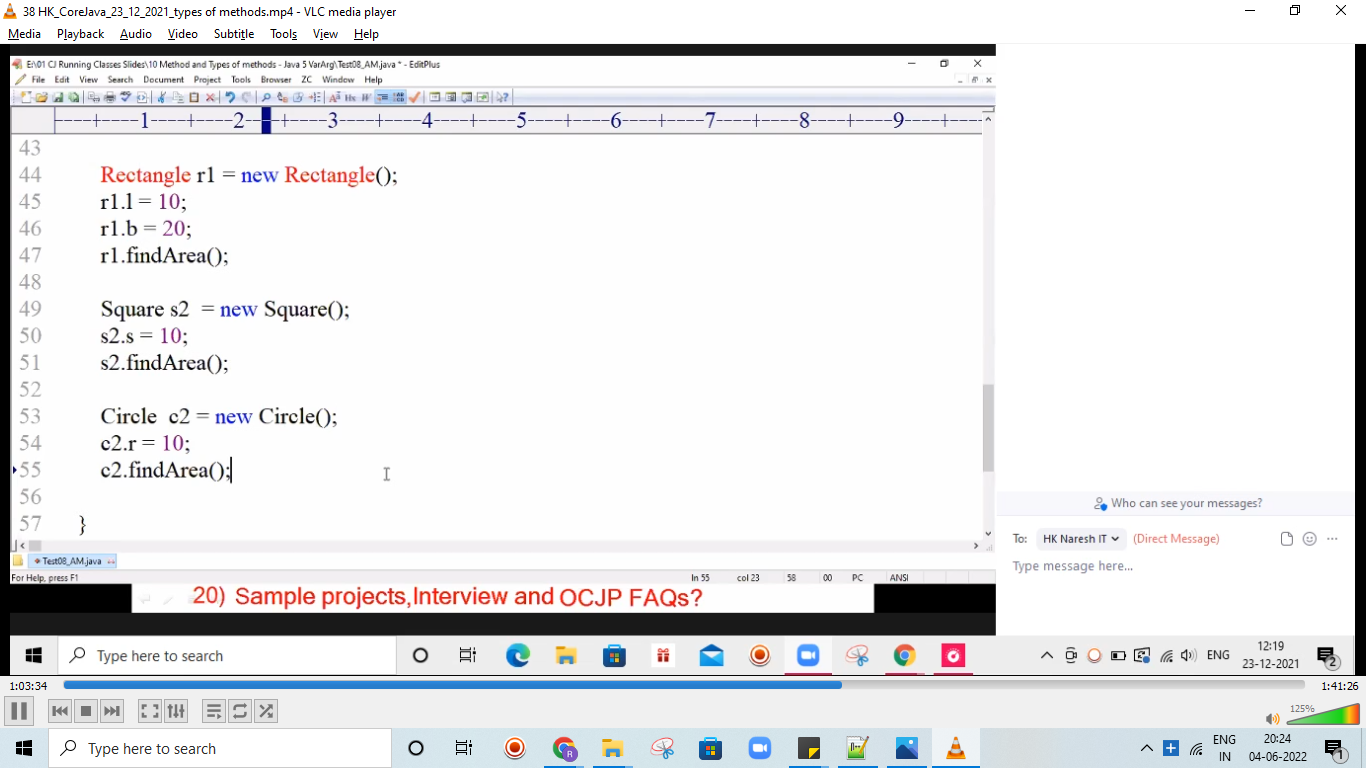 38 HK_CoreJava_23_12_2021_types of methods.mp4 - VLC media player
Media Playback Audio Video Subtitle Tools View Help
E:\01 CJ Running Classes Slides\10 Method and Types of methods - Java 5 VarArg\Test08_AM.java * - EditPlus
File Edit View Search Document Project Tools Browser ZC Window Help
----+----1----+----2----+----3----+----4----+----5----+----6----+----7----+----8----+----9----+----
43
44 Rectangle r1 = new Rectangle();
45 r1.l = 10;
46 r1.b = 20;
47 r1.findArea();
48
49 Square s2  = new Square();
50 s2.s = 10;
51 s2.findArea();
52
53 Circle  c2 = new Circle();
54 c2.r = 10;
55 c2.findArea();
56
57 }
Test08_AM.java
For Help, press F1 ln 55 col 23 58 00 PC ANSI
20) Sample projects,Interview and OCJP FAQs?
Who can see your messages?
To: HK Naresh IT (Direct Message)
Type message here...
Type here to search ENG 12:19 23-12-2021 2
1:03:34 1:41:26
125%
Type here to search R ENG IN 20:24 04-06-2022 1